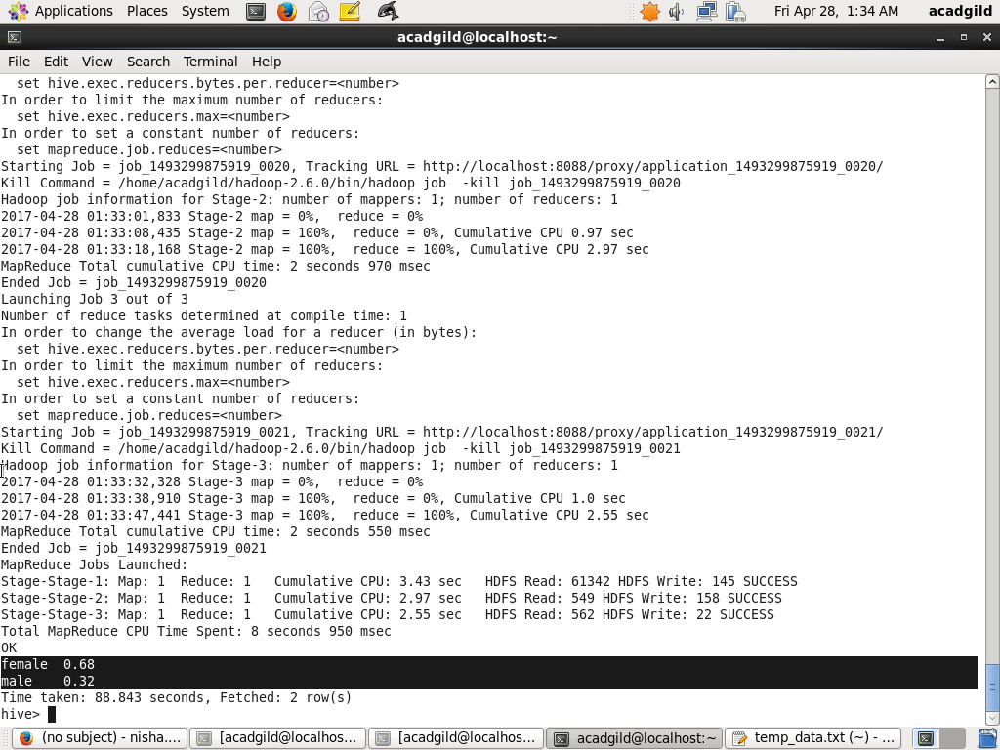 Applications Places System Fri Apr 28, 1:34 AM acadgild
acadgild@localhost:~
File Edit View Search Terminal Help
  set hive.exec.reducers.bytes.per.reducer=<number>
In order to limit the maximum number of reducers:
  set hive.exec.reducers.max=<number>
In order to set a constant number of reducers:
  set mapreduce.job.reduces=<number>
Starting Job = job_1493299875919_0020, Tracking URL = http://localhost:8088/proxy/application_1493299875919_0020/
Kill Command = /home/acadgild/hadoop-2.6.0/bin/hadoop job  -kill job_1493299875919_0020
Hadoop job information for Stage-2: number of mappers: 1; number of reducers: 1
2017-04-28 01:33:01,833 Stage-2 map = 0%,  reduce = 0%
2017-04-28 01:33:08,435 Stage-2 map = 100%,  reduce = 0%, Cumulative CPU 0.97 sec
2017-04-28 01:33:18,168 Stage-2 map = 100%,  reduce = 100%, Cumulative CPU 2.97 sec
MapReduce Total cumulative CPU time: 2 seconds 970 msec
Ended Job = job_1493299875919_0020
Launching Job 3 out of 3
Number of reduce tasks determined at compile time: 1
In order to change the average load for a reducer (in bytes):
  set hive.exec.reducers.bytes.per.reducer=<number>
In order to limit the maximum number of reducers:
  set hive.exec.reducers.max=<number>
In order to set a constant number of reducers:
  set mapreduce.job.reduces=<number>
Starting Job = job_1493299875919_0021, Tracking URL = http://localhost:8088/proxy/application_1493299875919_0021/
Kill Command = /home/acadgild/hadoop-2.6.0/bin/hadoop job  -kill job_1493299875919_0021
Hadoop job information for Stage-3: number of mappers: 1; number of reducers: 1
2017-04-28 01:33:32,328 Stage-3 map = 0%,  reduce = 0%
2017-04-28 01:33:38,910 Stage-3 map = 100%,  reduce = 0%, Cumulative CPU 1.0 sec
2017-04-28 01:33:47,441 Stage-3 map = 100%,  reduce = 100%, Cumulative CPU 2.55 sec
MapReduce Total cumulative CPU time: 2 seconds 550 msec
Ended Job = job_1493299875919_0021
MapReduce Jobs Launched:
Stage-Stage-1: Map: 1  Reduce: 1   Cumulative CPU: 3.43 sec   HDFS Read: 61342 HDFS Write: 145 SUCCESS
Stage-Stage-2: Map: 1  Reduce: 1   Cumulative CPU: 2.97 sec   HDFS Read: 549 HDFS Write: 158 SUCCESS
Stage-Stage-3: Map: 1  Reduce: 1   Cumulative CPU: 2.55 sec   HDFS Read: 562 HDFS Write: 22 SUCCESS
Total MapReduce CPU Time Spent: 8 seconds 950 msec
OK
female  0.68
male    0.32
Time taken: 88.843 seconds, Fetched: 2 row(s)
hive>
(no subject) - nisha.... [acadgild@localhos... [acadgild@localhos... acadgild@localhost:~ temp_data.txt (~) - ...